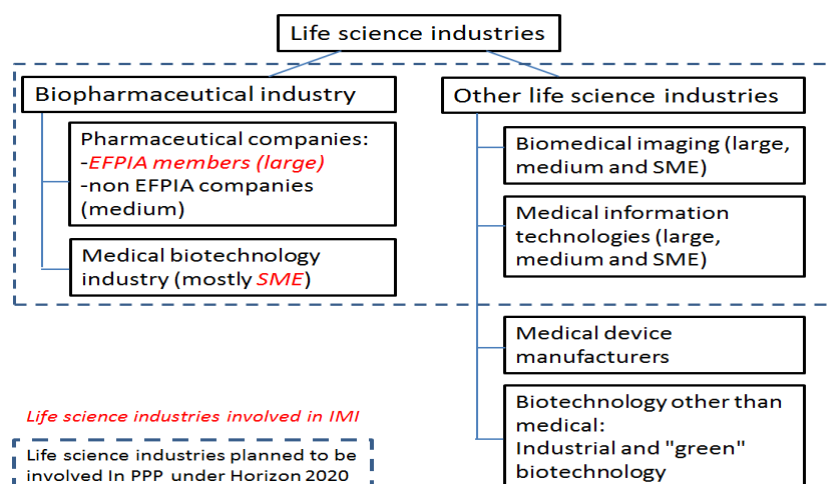 Life science industries
Biopharmaceutical industry
Pharmaceutical companies:
-EFPIA members (large)
-non EFPIA companies
(medium)
Medical biotechnology
industry (mostly SME)
Other life science industries
Biomedical imaging (large,
medium and SME)
Medical information
technologies (large,
medium and SME)
Medical device
manufacturers
Biotechnology other than
medical:
Industrial and "green"
biotechnology
Life science industries involved in IMI
Life science industries planned to be
involved In PPP under Horizon 2020